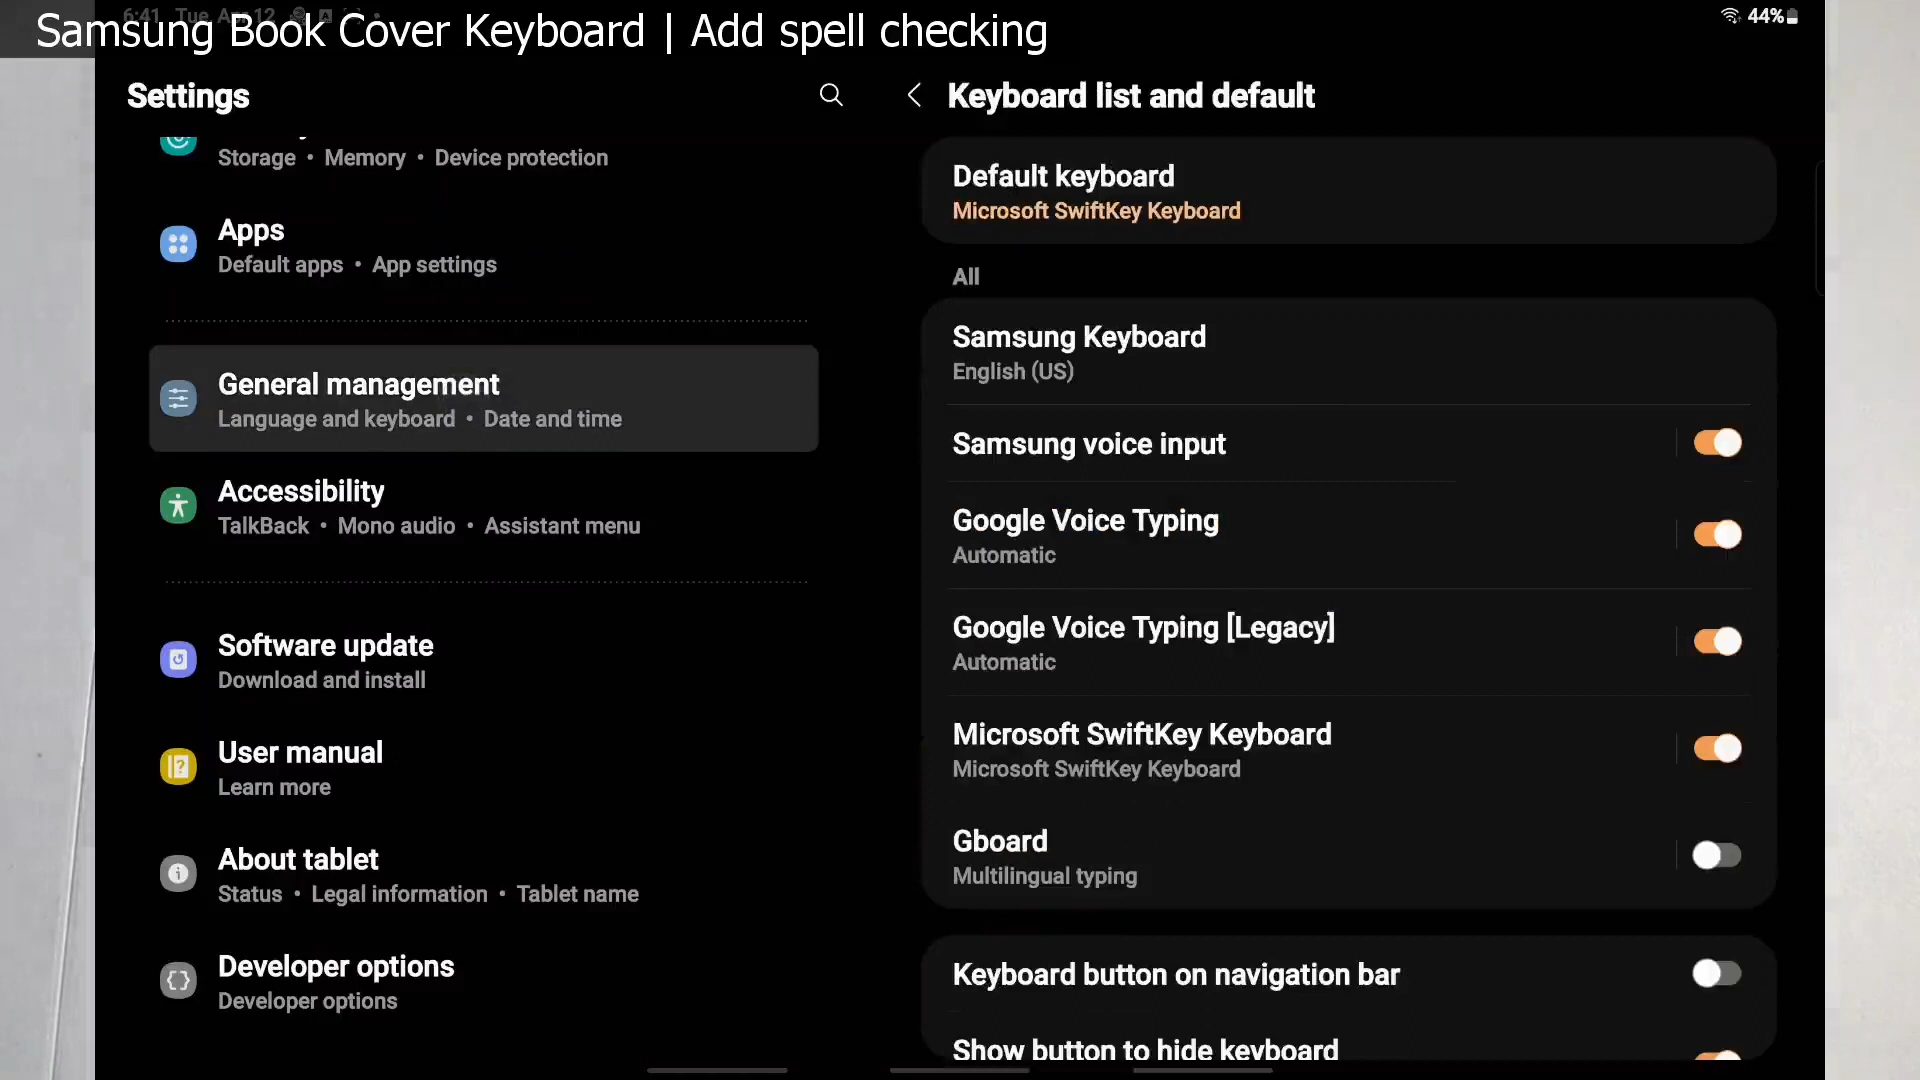 6:41 Tue, Apr 12
44%
Samsung Book Cover Keyboard | Add spell checking
Settings
Storage • Memory • Device protection
Apps
Default apps • App settings
General management
Language and keyboard • Date and time
Accessibility
TalkBack • Mono audio • Assistant menu
Software update
Download and install
User manual
Learn more
About tablet
Status • Legal information • Tablet name
Developer options
Developer options
Keyboard list and default
Default keyboard
Microsoft SwiftKey Keyboard
All
Samsung Keyboard
English (US)
Samsung voice input
Google Voice Typing
Automatic
Google Voice Typing [Legacy]
Automatic
Microsoft SwiftKey Keyboard
Microsoft SwiftKey Keyboard
Gboard
Multilingual typing
Keyboard button on navigation bar
Show button to hide keyboard